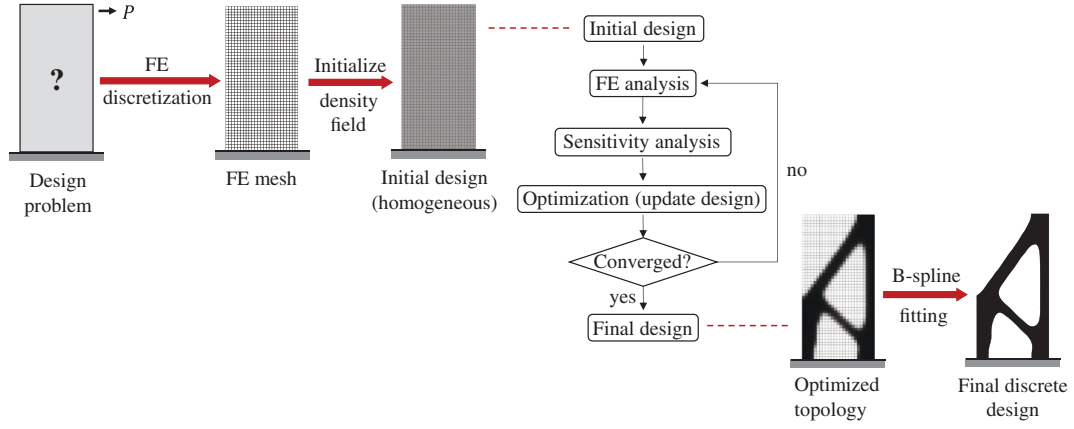 P
?
FE
discretization
Initialize
density
field
Design
problem
FE mesh
Initial design
(homogeneous)
Initial design
FE analysis
Sensitivity analysis
Optimization (update design)
Converged?
no
yes
Final design
B-spline
fitting
Optimized
topology
Final discrete
design